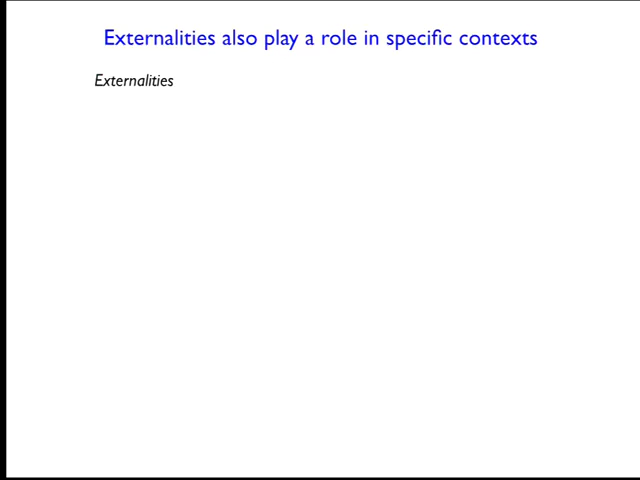 Externalities also play a role in specific contexts
Externalities